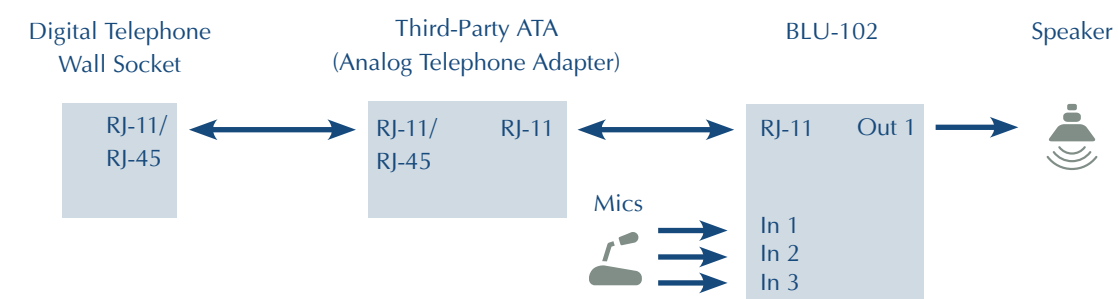 Digital Telephone
Wall Socket
Third-Party ATA
(Analog Telephone Adapter)
BLU-102
Speaker
RJ-11/
RJ-45
RJ-11/
RJ-45
RJ-11
RJ-11
Out 1
Mics
In 1
In 2
In 3